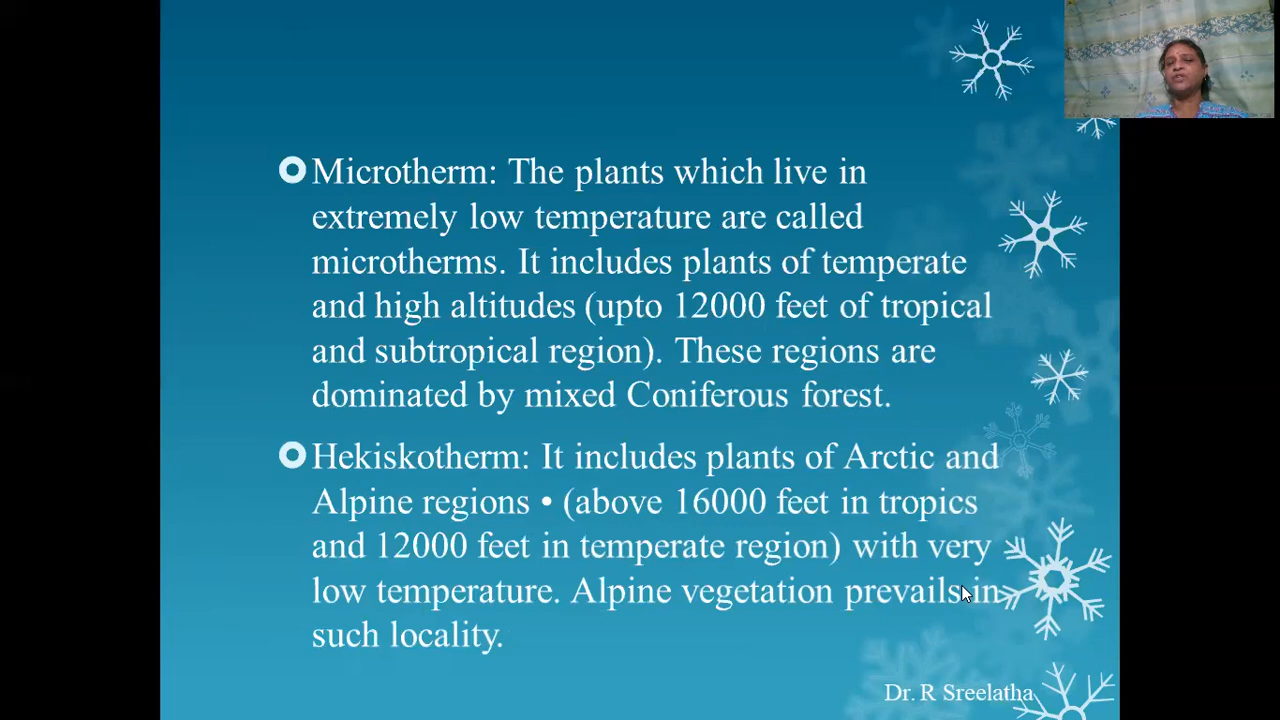 Microtherm: The plants which live in
extremely low temperature are called
microtherms. It includes plants of temperate
and high altitudes (upto 12000 feet of tropical
and subtropical region). These regions are
dominated by mixed Coniferous forest.
Hekiskotherm: It includes plants of Arctic and
Alpine regions • (above 16000 feet in tropics
and 12000 feet in temperate region) with very
low temperature. Alpine vegetation prevails in
such locality.
Dr. R Sreelatha